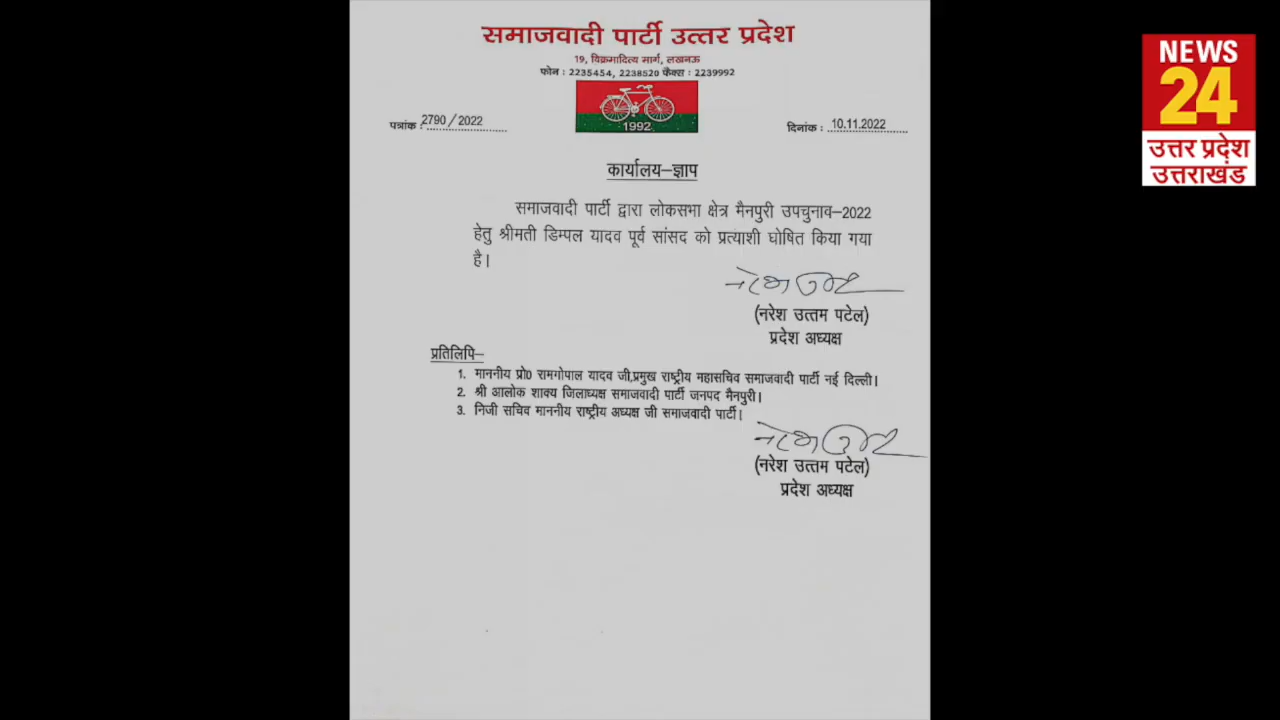 समाजवादी पार्टी उत्तर प्रदेश
19, विक्रमादित्य मार्ग, लखनऊ
फोन : 2235454, 2238520 फैक्स : 2239992
1992
पत्रांक : 2790/2022
दिनांक : 10.11.2022
कार्यालय–ज्ञाप
समाजवादी पार्टी द्वारा लोकसभा क्षेत्र मैनपुरी उपचुनाव–2022
हेतु श्रीमती डिम्पल यादव पूर्व सांसद को प्रत्याशी घोषित किया गया
है।
(नरेश उत्तम पटेल)
प्रदेश अध्यक्ष
प्रतिलिपि–
1. माननीय प्रो0 रामगोपाल यादव जी,प्रमुख राष्ट्रीय महासचिव समाजवादी पार्टी नई दिल्ली।
2. श्री आलोक शाक्य जिलाध्यक्ष समाजवादी पार्टी जनपद मैनपुरी।
3. निजी सचिव माननीय राष्ट्रीय अध्यक्ष जी समाजवादी पार्टी।
(नरेश उत्तम पटेल)
प्रदेश अध्यक्ष
NEWS
24
उत्तर प्रदेश
उत्तराखंड